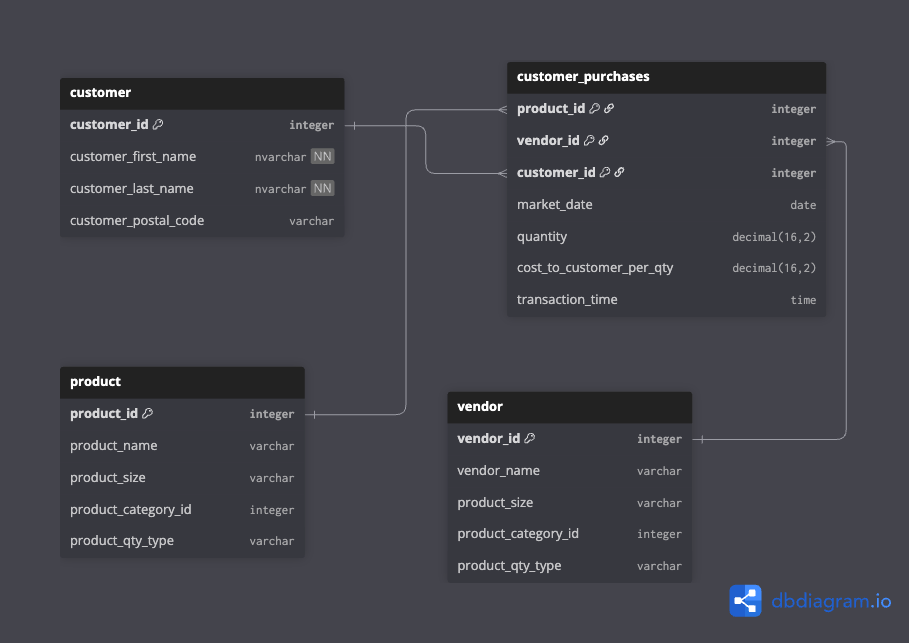 customer
customer_id integer
customer_first_name nvarchar NN
customer_last_name nvarchar NN
customer_postal_code varchar
customer_purchases
product_id integer
vendor_id integer
customer_id integer
market_date date
quantity decimal(16,2)
cost_to_customer_per_qty decimal(16,2)
transaction_time time
product
product_id integer
product_name varchar
product_size varchar
product_category_id integer
product_qty_type varchar
vendor
vendor_id integer
vendor_name varchar
product_size varchar
product_category_id integer
product_qty_type varchar
dbdiagram.io